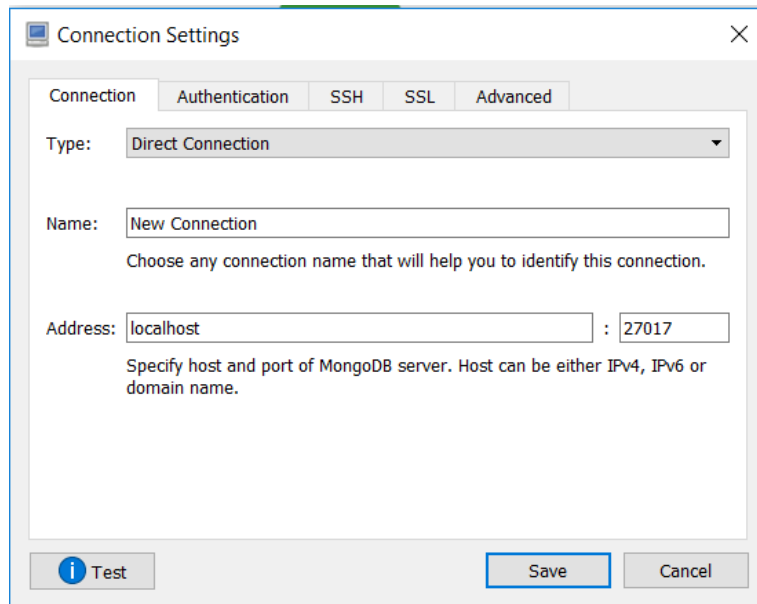 Connection Settings
Connection Authentication SSH SSL Advanced
Type: Direct Connection
Name: New Connection
Choose any connection name that will help you to identify this connection.
Address: localhost : 27017
Specify host and port of MongoDB server. Host can be either IPv4, IPv6 or
domain name.
Test Save Cancel